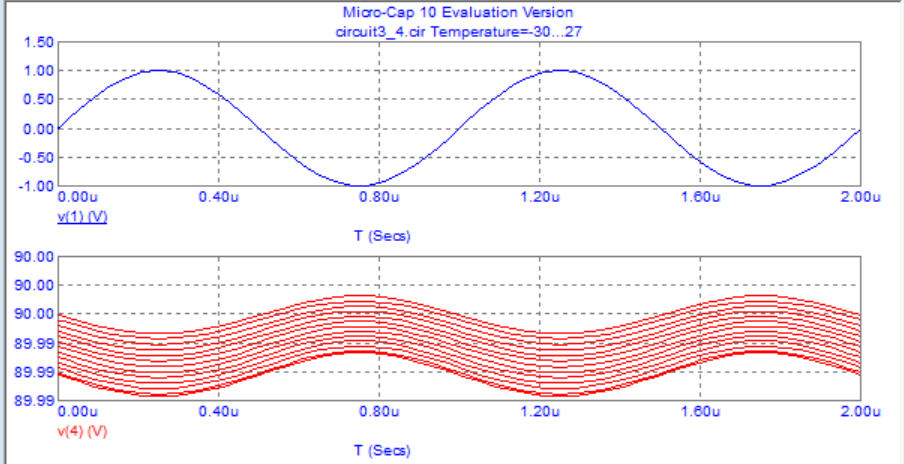 Micro-Cap 10 Evaluation Version
circuit3_4.cir Temperature=-30...27
1.50
1.00
0.50
0.00
-0.50
-1.00
0.00u 0.40u 0.80u 1.20u 1.60u 2.00u
v(1) (V)
T (Secs)
90.00
90.00
90.00
89.99
89.99
89.99
0.00u 0.40u 0.80u 1.20u 1.60u 2.00u
v(4) (V)
T (Secs)